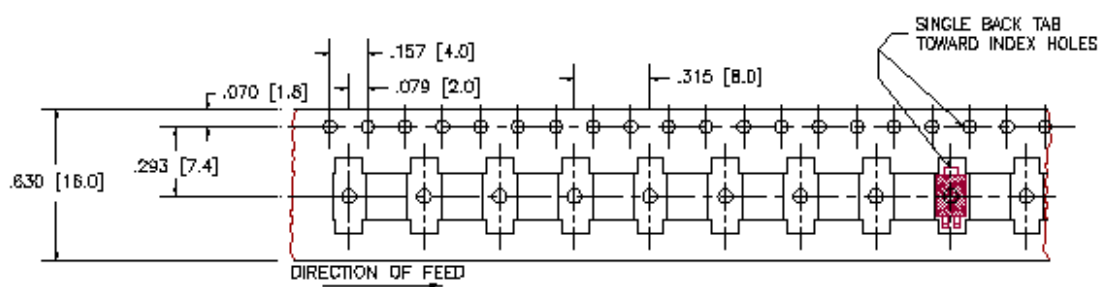 SINGLE BACK TAB
TOWARD INDEX HOLES
.157 [4.0]
.079 [2.0]
.315 [8.0]
.070 [1.8]
.293 [7.4]
.630 [16.0]
DIRECTION OF FEED